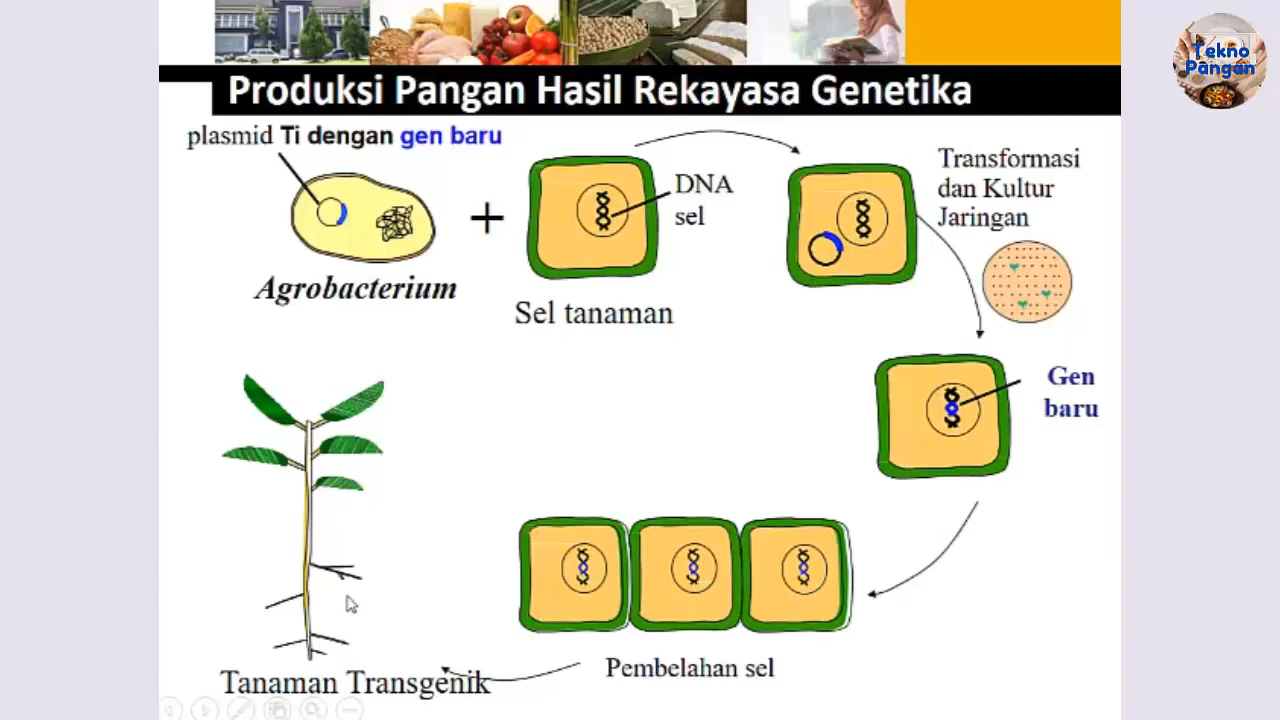 Tekno
Pangan
Produksi Pangan Hasil Rekayasa Genetika
plasmid Ti dengan gen baru
Agrobacterium
DNA
sel
Sel tanaman
Transformasi
dan Kultur
Jaringan
Gen
baru
Pembelahan sel
Tanaman Transgenik